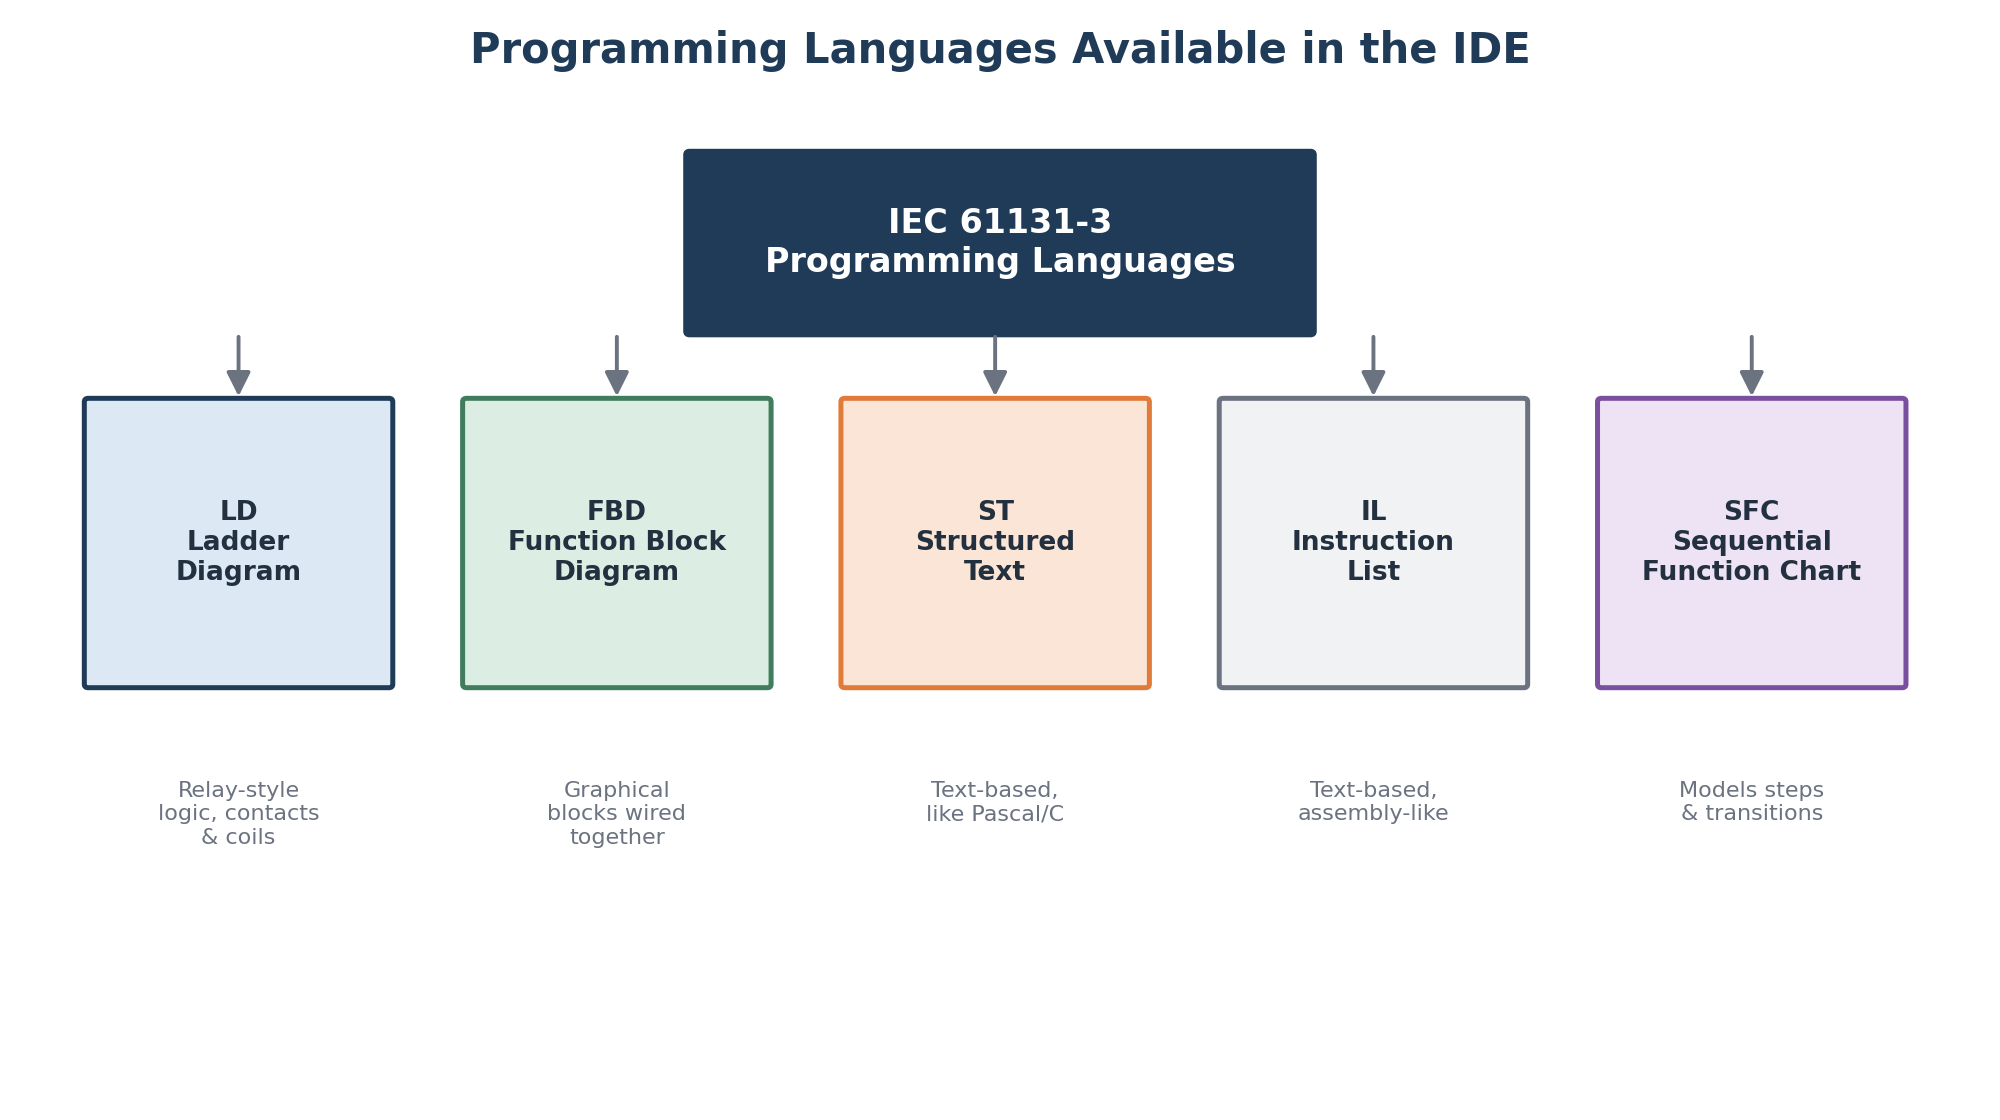 Programming Languages Available in the IDE
IEC 61131-3
Programming Languages
LD
Ladder
Diagram
FBD
Function Block
Diagram
ST
Structured
Text
IL
Instruction
List
SFC
Sequential
Function Chart
Relay-style
logic, contacts
& coils
Graphical
blocks wired
together
Text-based,
like Pascal/C
Text-based,
assembly-like
Models steps
& transitions